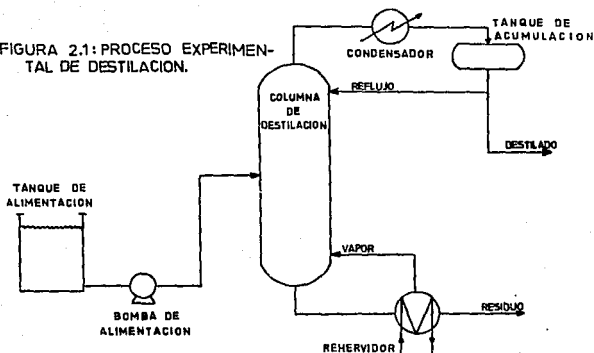 FIGURA 2.1: PROCESO EXPERIMEN-
TAL DE DESTILACION.
CONDENSADOR
TANQUE DE
ACUMULACION
COLUMNA
DE
DESTILACION
REFLUJO
DESTILADO
TANQUE DE
ALIMENTACION
BOMBA DE
ALIMENTACION
VAPOR
RESIDUO
REHERVIDOR